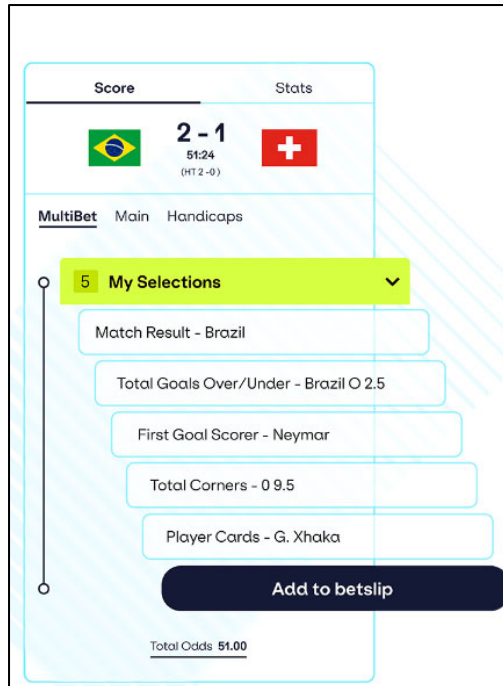 Score Stats
2 - 1
51:24
(HT 2 -0 )
MultiBet Main Handicaps
5 My Selections
Match Result - Brazil
Total Goals Over/Under - Brazil O 2.5
First Goal Scorer - Neymar
Total Corners - 0 9.5
Player Cards - G. Xhaka
Add to betslip
Total Odds 51.00